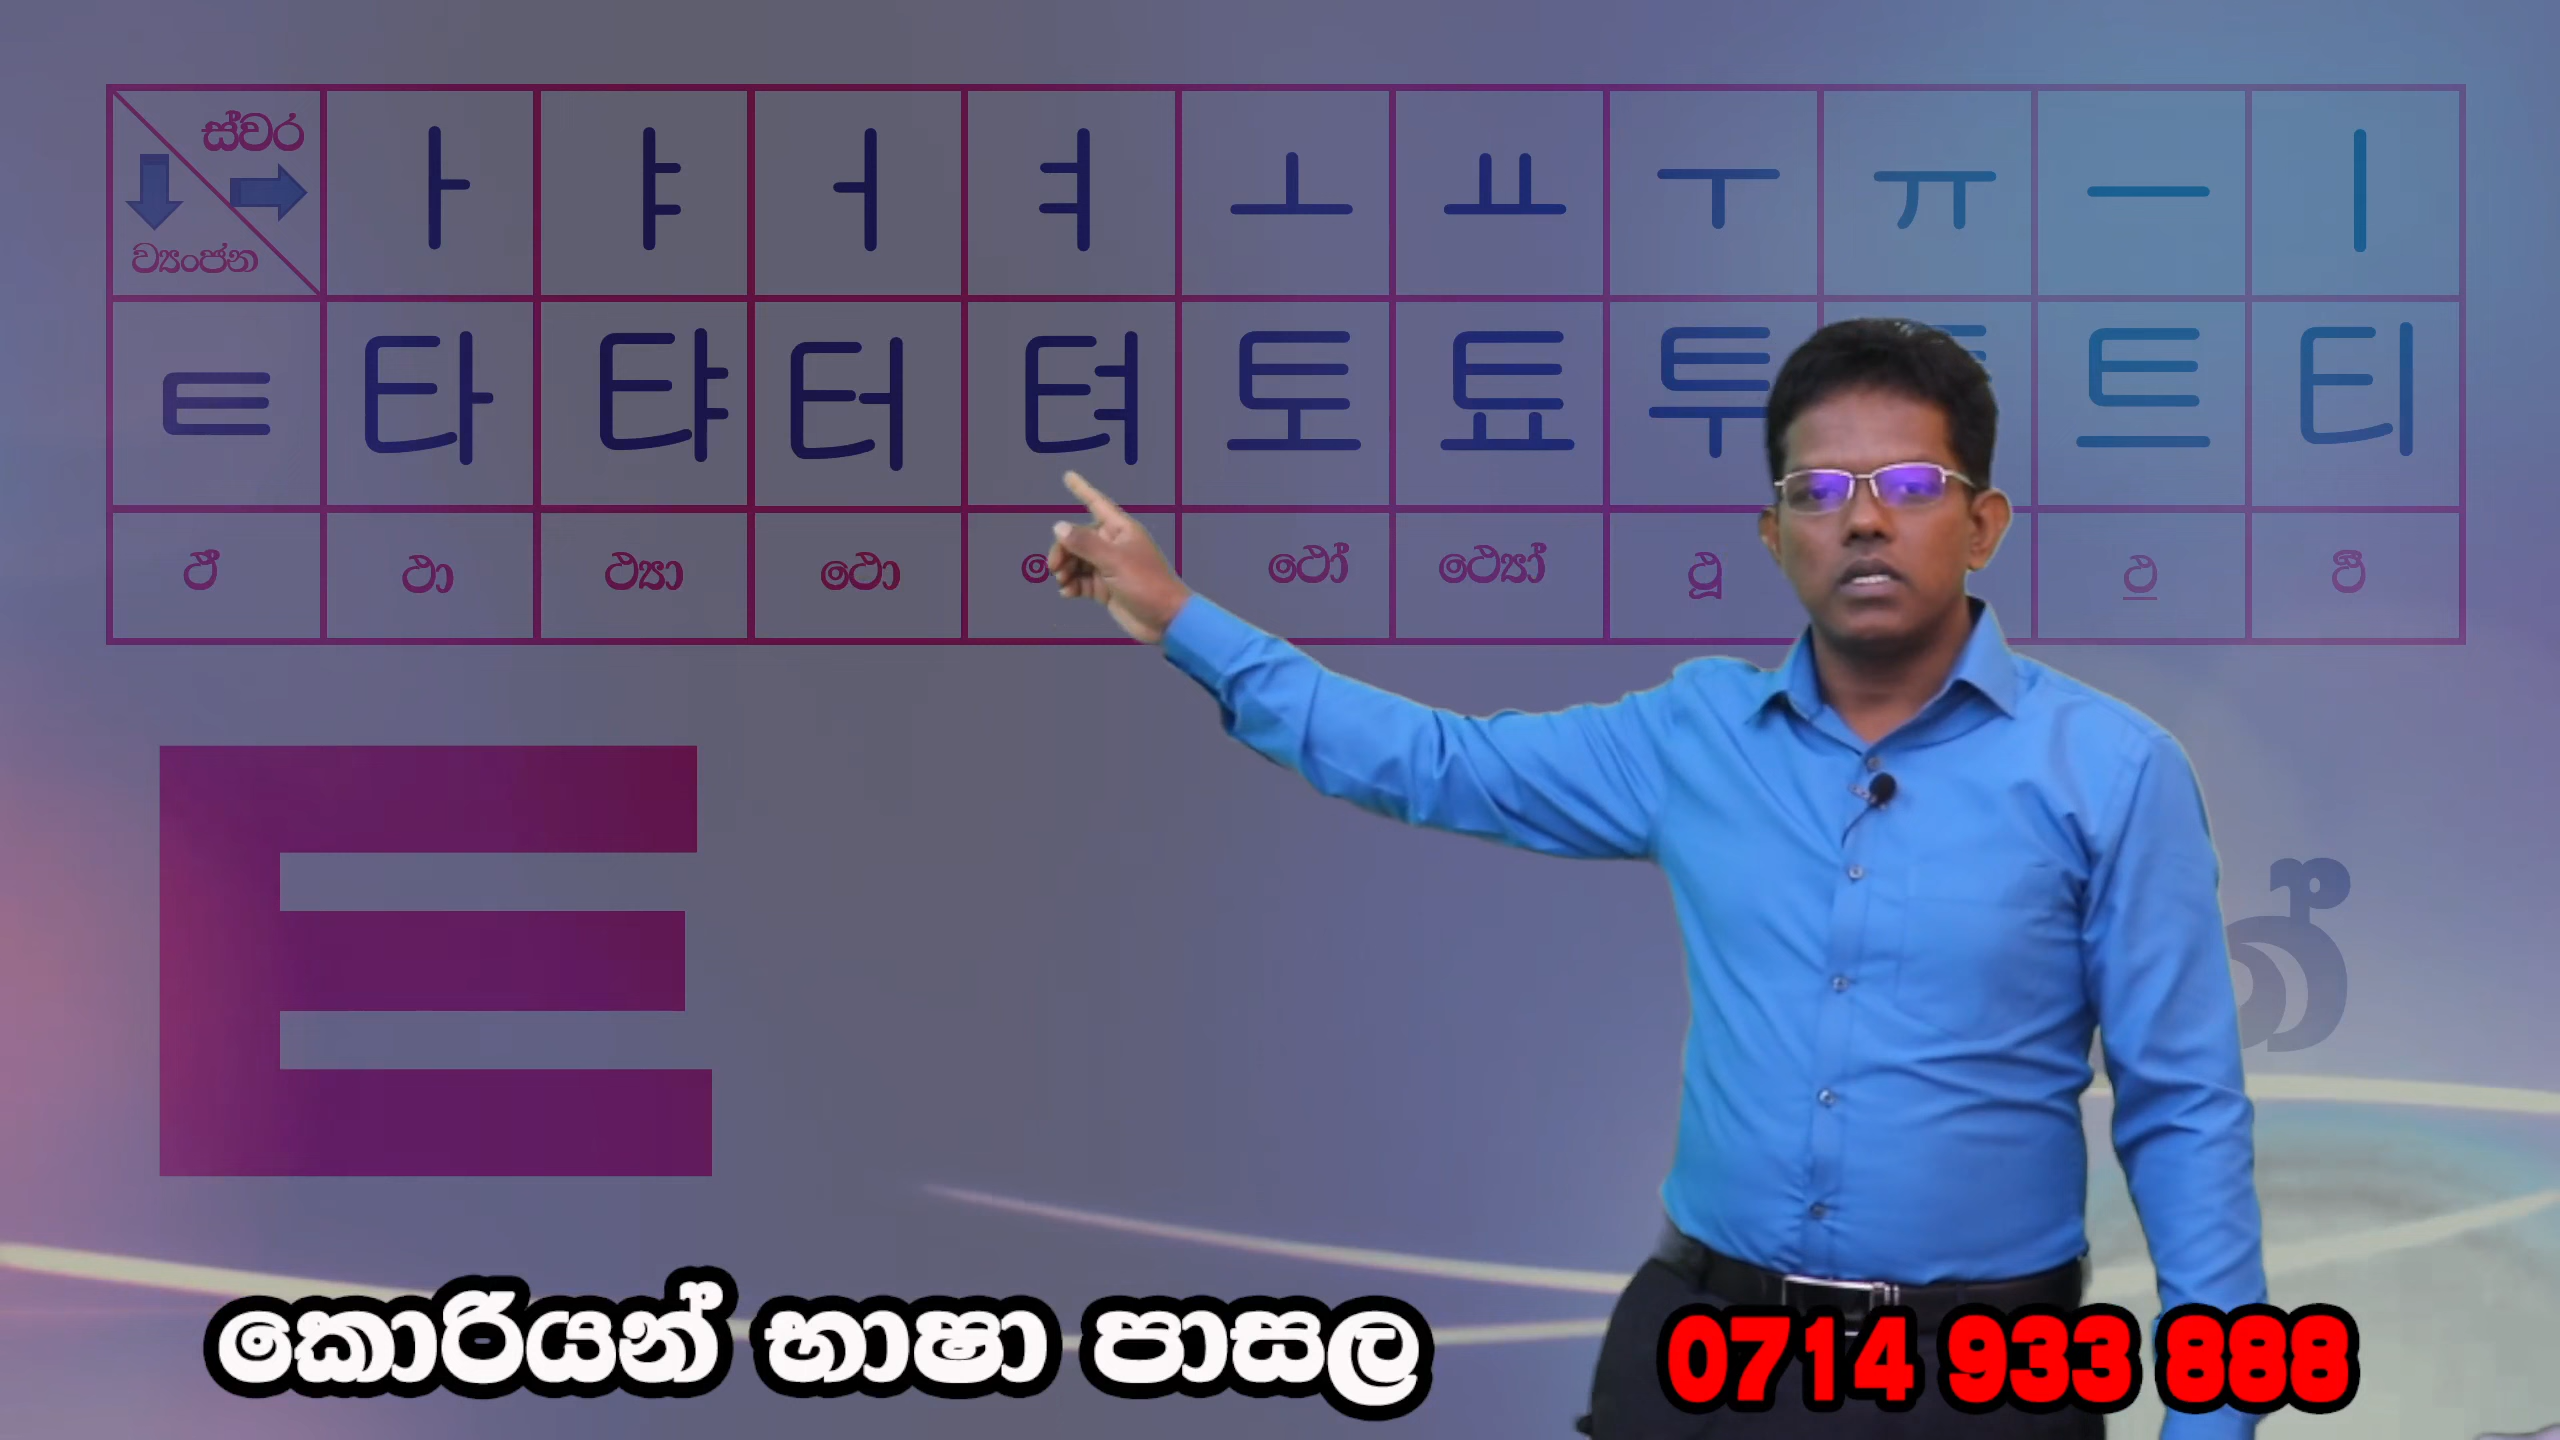 ස්වර ㅏ ㅑ ㅓ ㅕ ㅗ ㅛ ㅜ ㅠ ㅡ ㅣ
ව්‍යංජන
ㅌ 타 탸 터 텨 토 툐 투 트 티
ථ් ථා ථ්‍යා ථො ථෝ ථ්‍යෝ ථූ ථ ථී
ㅌ
කොරියන් භාෂා පාසල 0714 933 888